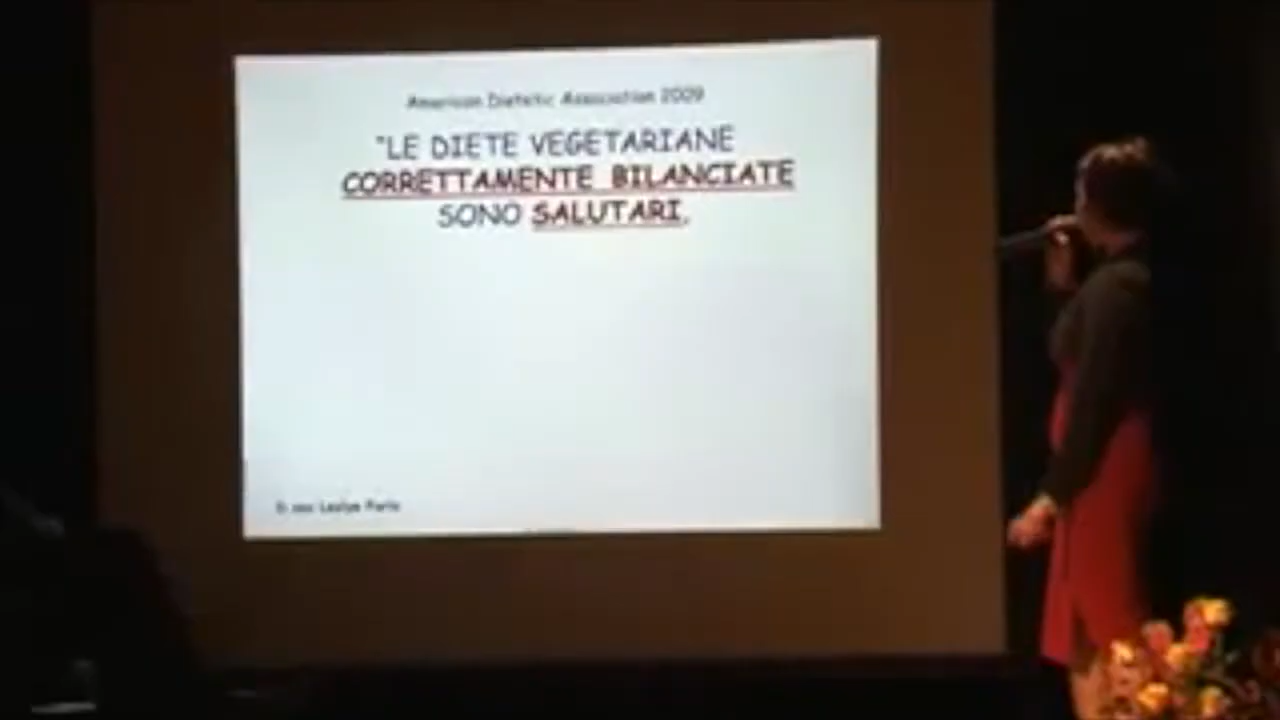 American Dietetic Association 2009
"LE DIETE VEGETARIANE
CORRETTAMENTE BILANCIATE
SONO SALUTARI,